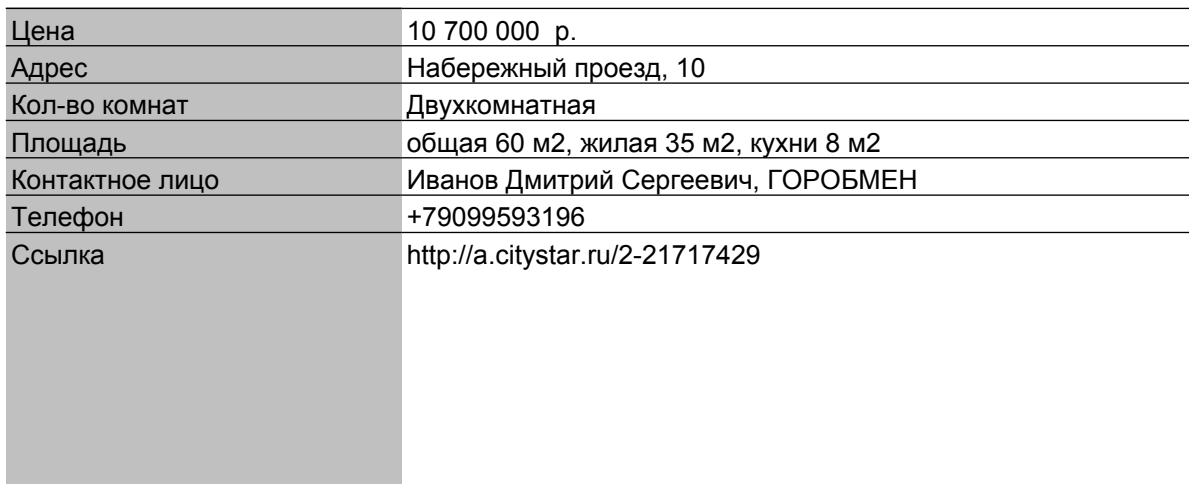 Цена 10 700 000 р.
Адрес Набережный проезд, 10
Кол-во комнат Двухкомнатная
Площадь общая 60 м2, жилая 35 м2, кухни 8 м2
Контактное лицо Иванов Дмитрий Сергеевич, ГОРОБМЕН
Телефон +79099593196
Ссылка http://a.citystar.ru/2-21717429